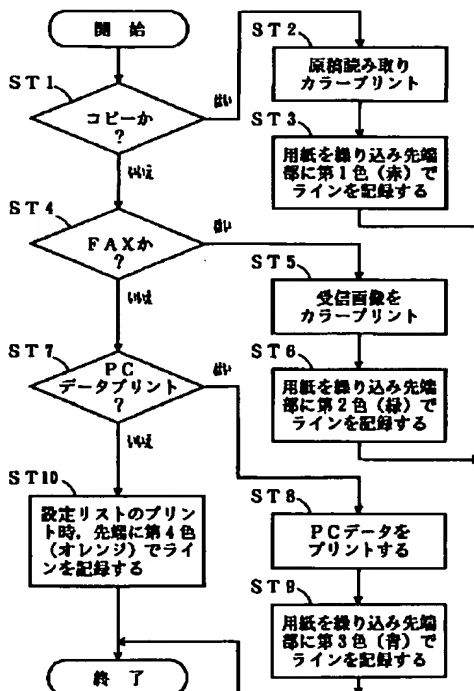 開始
ST1
コピーか
?
はい
いいえ
ST2
原稿読み取り
カラープリント
ST3
用紙を繰り込み先端
部に第1色(赤)で
ラインを記録する
ST4
FAXか
?
はい
いいえ
ST5
受信画像を
カラープリント
ST6
用紙を繰り込み先端
部に第2色(緑)で
ラインを記録する
ST7
PC
データプリント
?
はい
いいえ
ST8
PCデータを
プリントする
ST9
用紙を繰り込み先端
部に第3色(青)で
ラインを記録する
ST10
設定リストのプリン
ト時,先端に第4色
(オレンジ)でライ
ンを記録する
終了